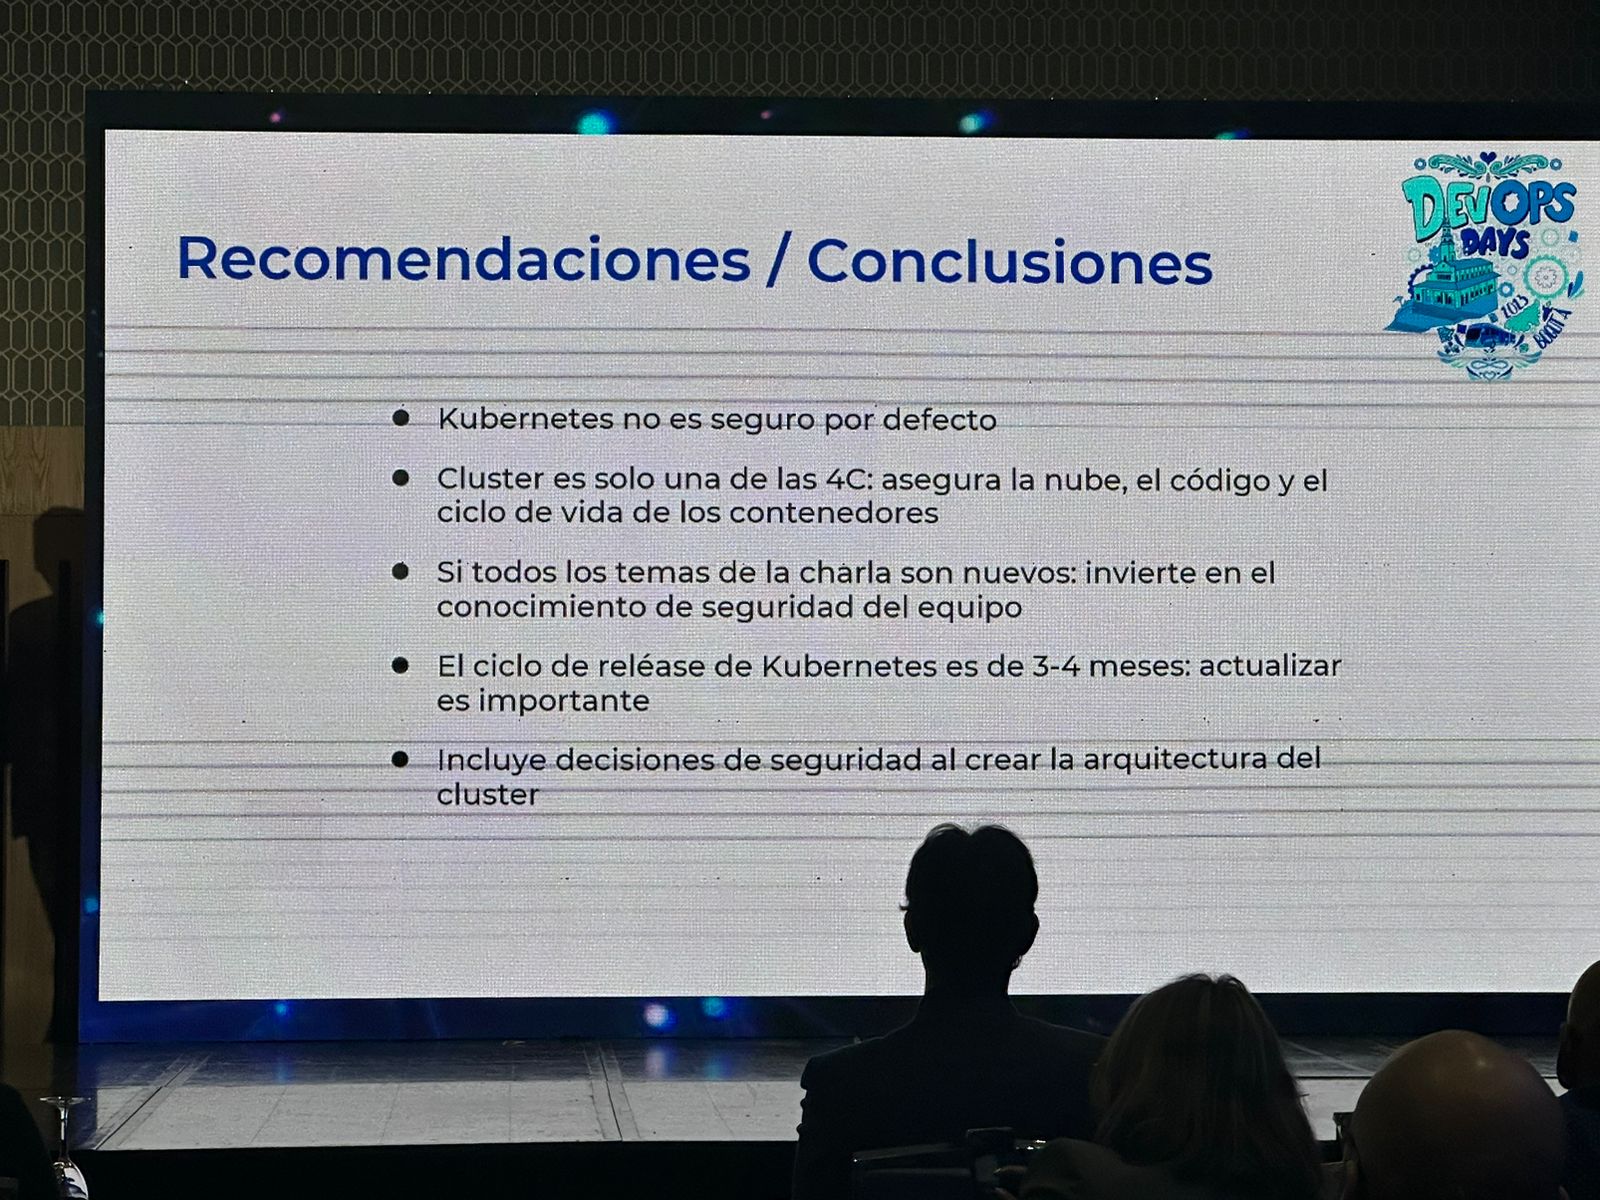 DEVOPS
DAYS
2023
BOGOTÁ
Recomendaciones / Conclusiones
● Kubernetes no es seguro por defecto
● Cluster es solo una de las 4C: asegura la nube, el código y el
ciclo de vida de los contenedores
● Si todos los temas de la charla son nuevos: invierte en el
conocimiento de seguridad del equipo
● El ciclo de reléase de Kubernetes es de 3-4 meses: actualizar
es importante
● Incluye decisiones de seguridad al crear la arquitectura del
cluster